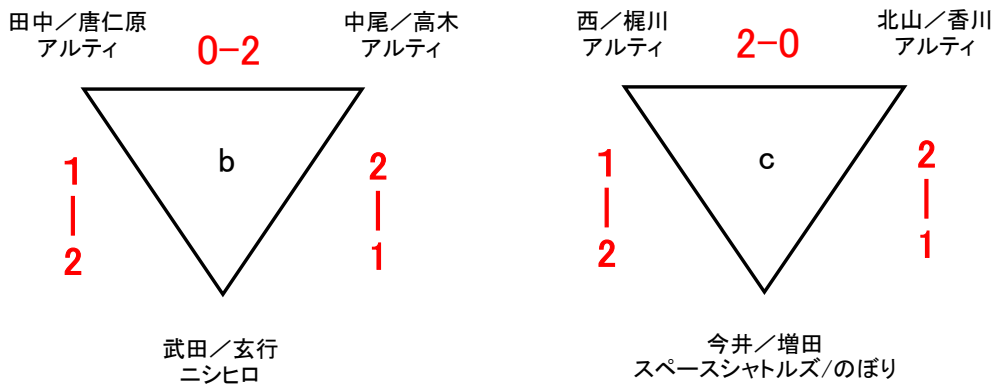 田中／唐仁原
アルティ
中尾／高木
アルティ
0−2
b
1
|
2
2
|
1
武田／玄行
ニシヒロ
西／梶川
アルティ
北山／香川
アルティ
2−0
c
1
|
2
2
|
1
今井／増田
スペースシャトルズ/のぼり